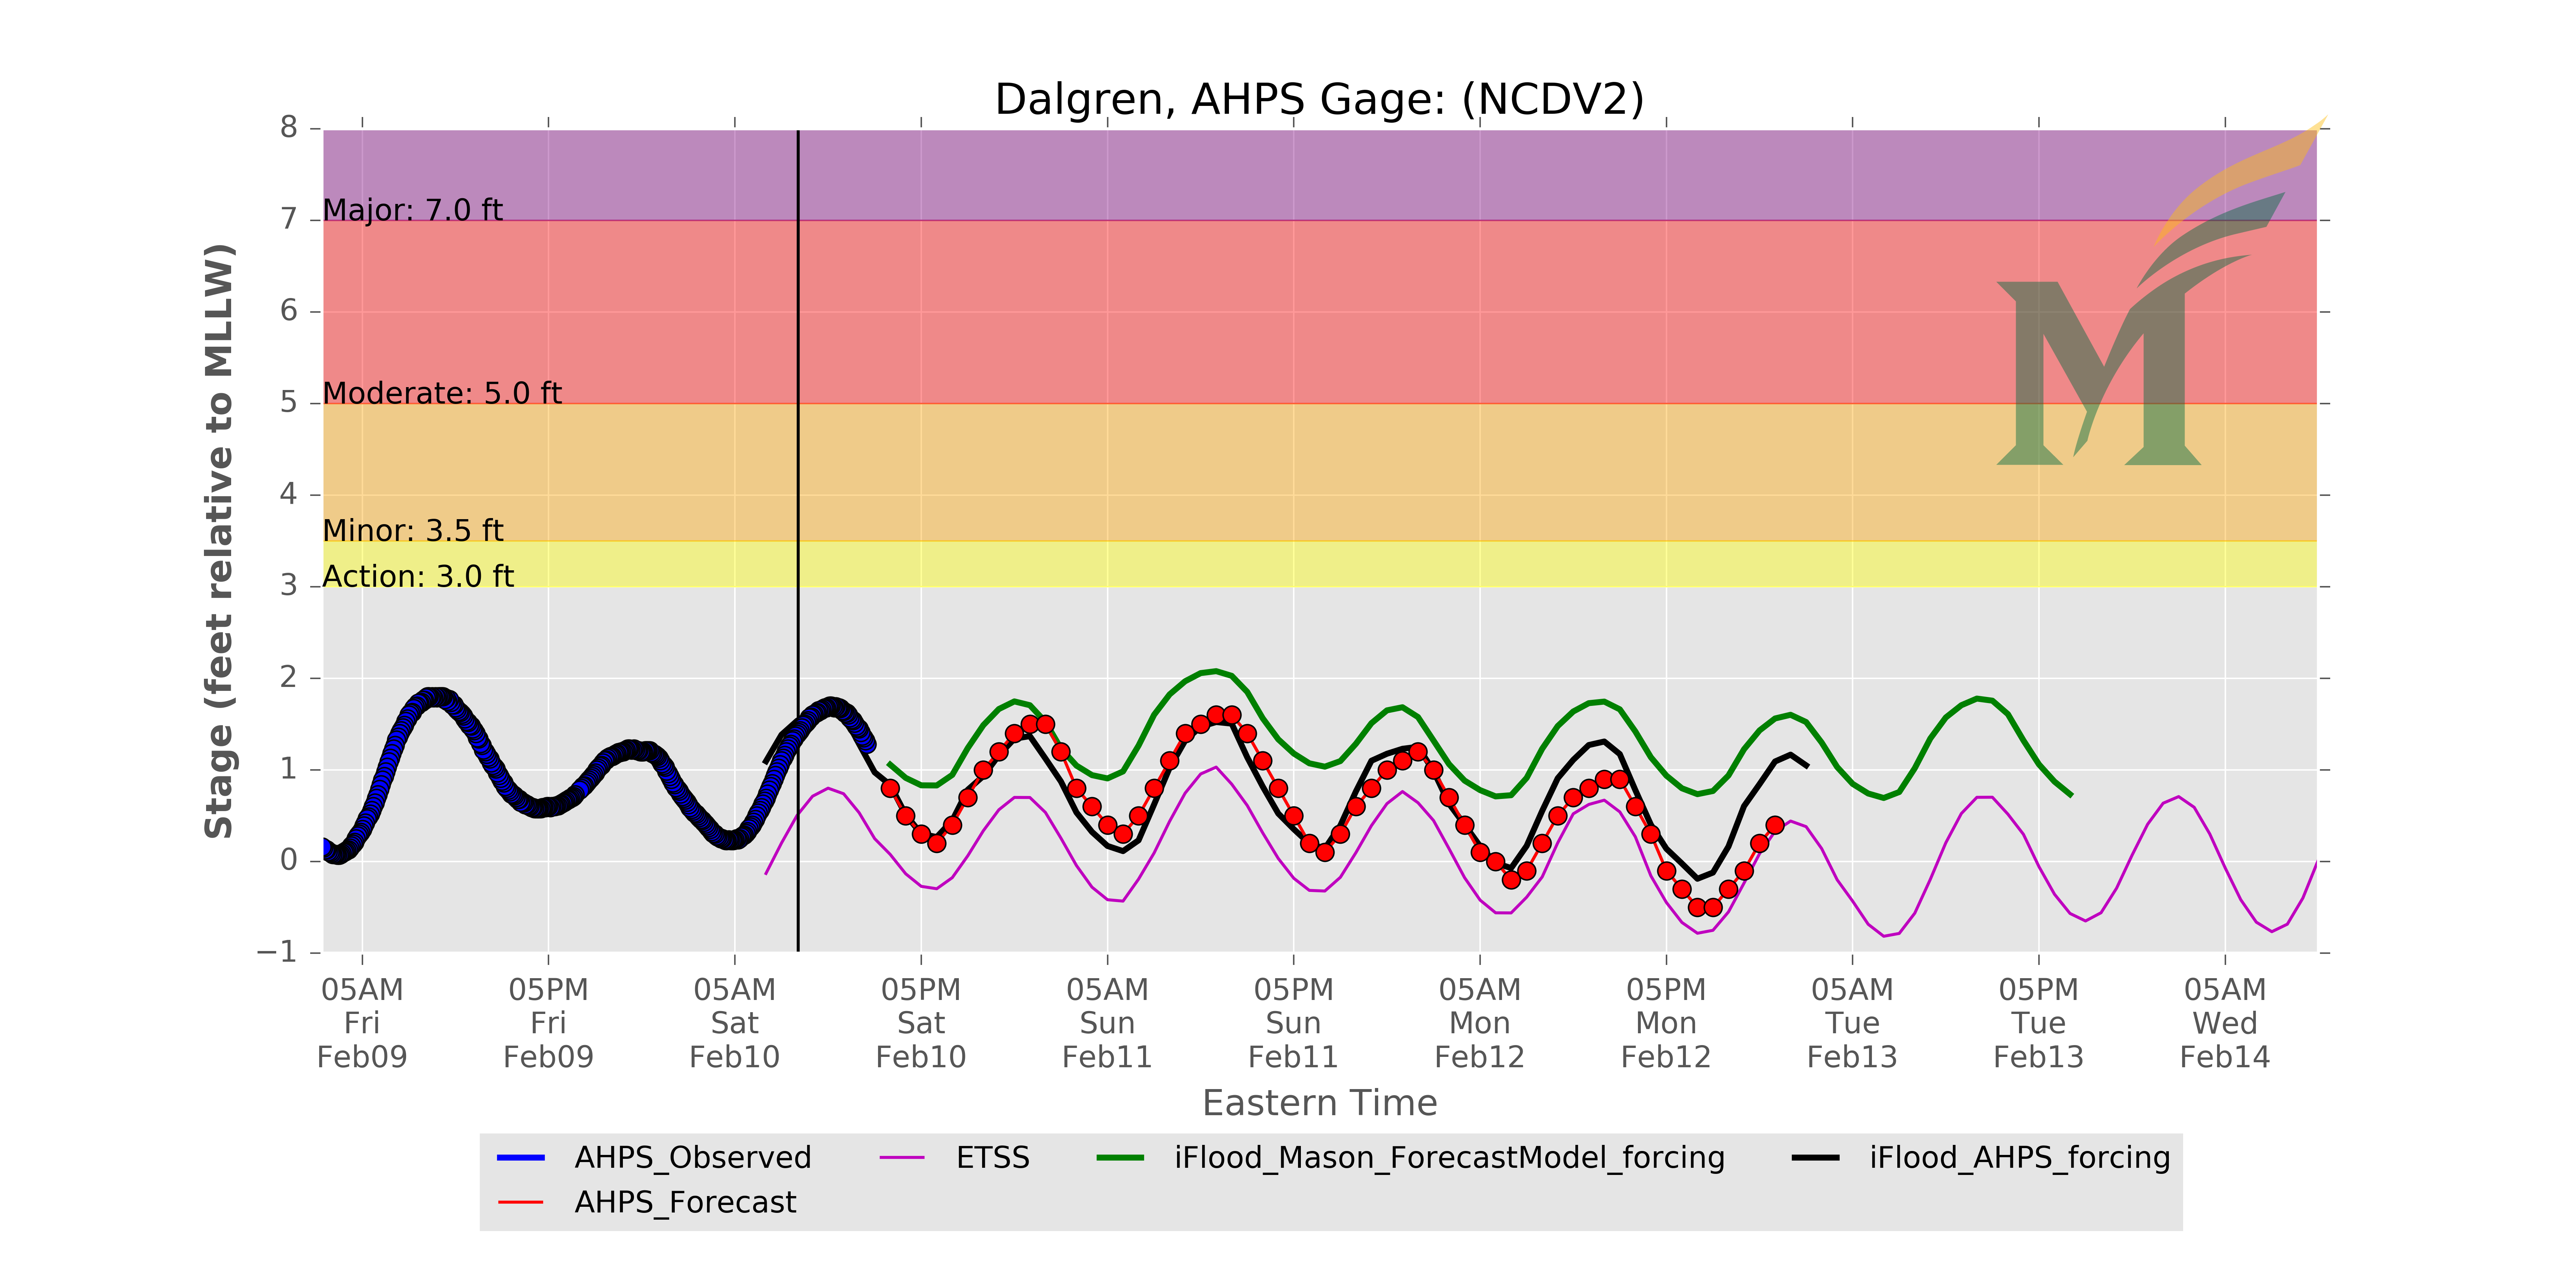 Dalgren, AHPS Gage: (NCDV2)
8
7
6
5
4
3
2
1
0
−1
Stage (feet relative to MLLW)
Major: 7.0 ft
Moderate: 5.0 ft
Minor: 3.5 ft
Action: 3.0 ft
M
05AM
Fri
Feb09
05PM
Fri
Feb09
05AM
Sat
Feb10
05PM
Sat
Feb10
05AM
Sun
Feb11
05PM
Sun
Feb11
05AM
Mon
Feb12
05PM
Mon
Feb12
05AM
Tue
Feb13
05PM
Tue
Feb13
05AM
Wed
Feb14
Eastern Time
AHPS_Observed
AHPS_Forecast
ETSS
iFlood_Mason_ForecastModel_forcing
iFlood_AHPS_forcing